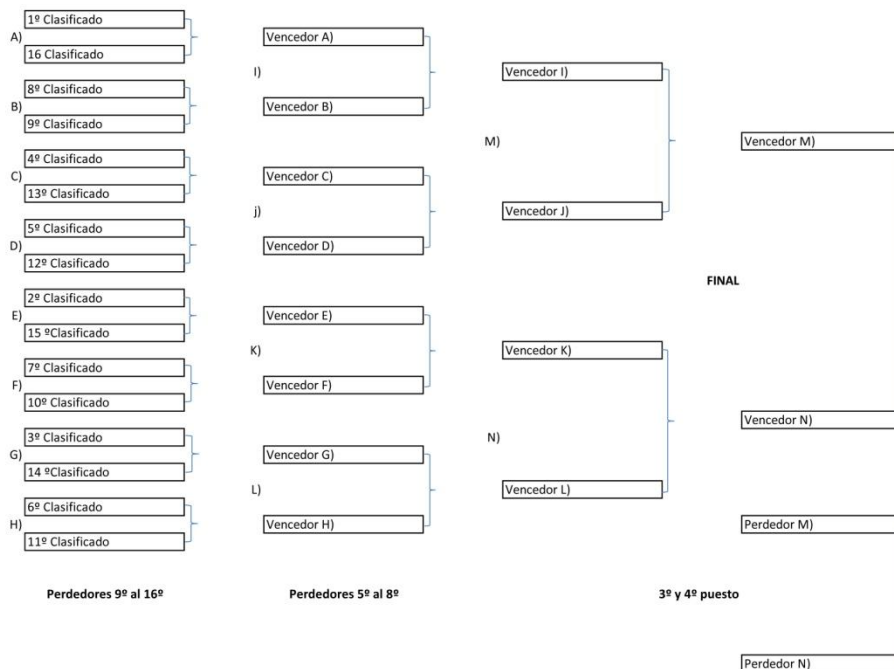 A)
1º Clasificado
16 Clasificado
B)
8º Clasificado
9º Clasificado
C)
4º Clasificado
13º Clasificado
D)
5º Clasificado
12º Clasificado
E)
2º Clasificado
15 ºClasificado
F)
7º Clasificado
10º Clasificado
G)
3º Clasificado
14 ºClasificado
H)
6º Clasificado
11º Clasificado
Perdedores 9º al 16º
I)
Vencedor A)
Vencedor B)
j)
Vencedor C)
Vencedor D)
K)
Vencedor E)
Vencedor F)
L)
Vencedor G)
Vencedor H)
Perdedores 5º al 8º
M)
Vencedor I)
Vencedor J)
N)
Vencedor K)
Vencedor L)
Vencedor M)
FINAL
Vencedor N)
Perdedor M)
3º y 4º puesto
Perdedor N)